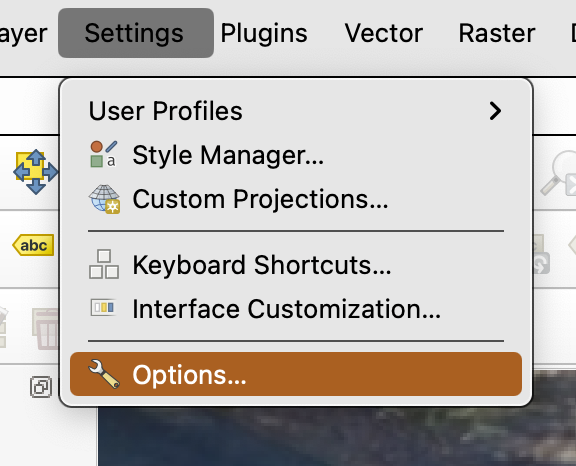 ayer Settings Plugins Vector Raster
User Profiles
Style Manager...
a
Custom Projections...
abc
Keyboard Shortcuts...
Interface Customization...
Options...